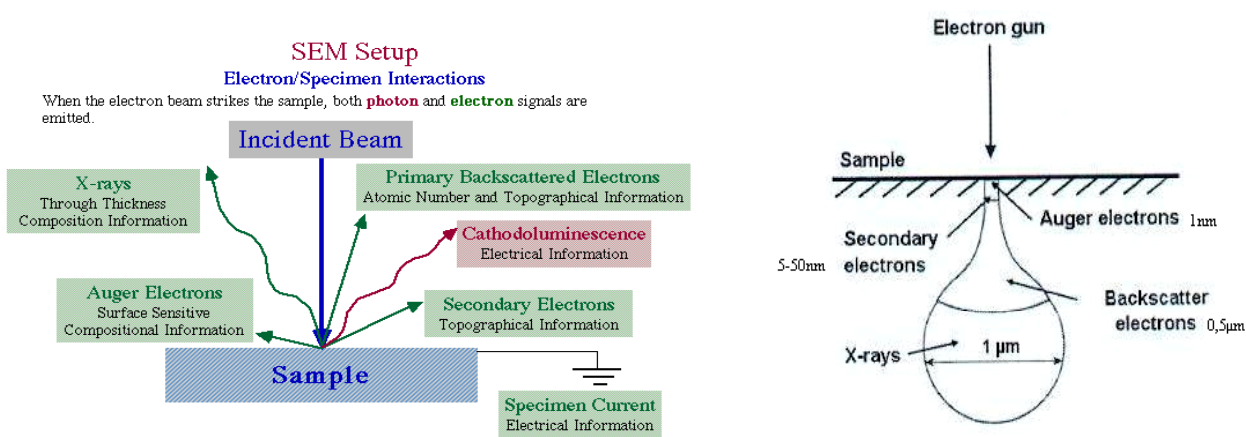 SEM Setup
Electron/Specimen Interactions
When the electron beam strikes the sample, both photon and electron signals are
emitted.
Incident Beam
X-rays
Through Thickness
Composition Information
Primary Backscattered Electrons
Atomic Number and Topographical Information
Cathodoluminescence
Electrical Information
Auger Electrons
Surface Sensitive
Compositional Information
Secondary Electrons
Topographical Information
Sample
Specimen Current
Electrical Information
Electron gun
Sample
Auger electrons 1nm
Secondary
5-50nm electrons
Backscatter
electrons 0,5µm
X-rays
1 µm